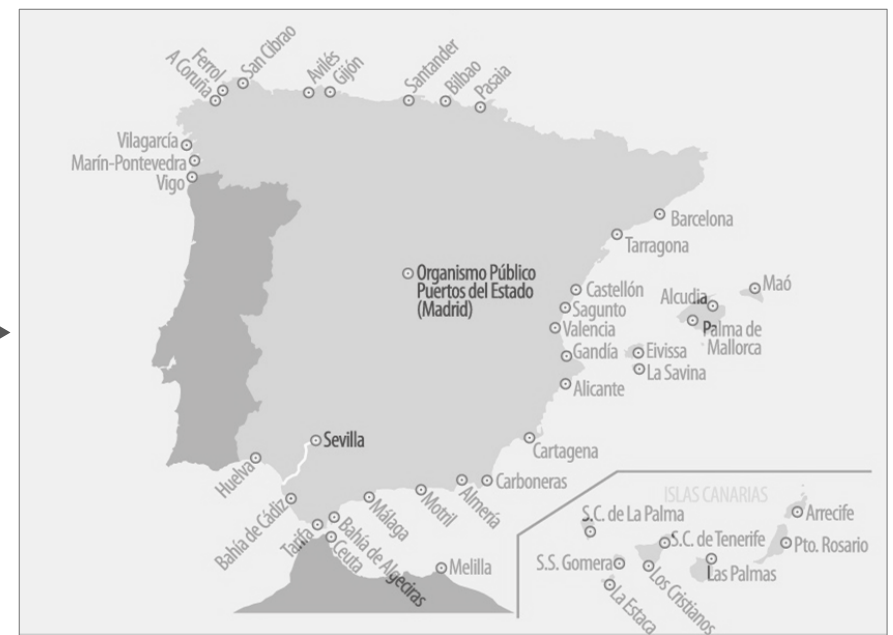 Ferrol
A Coruña
San Cibrao
Avilés
Gijón
Santander
Bilbao
Pasaia
Vilagarcía
Marín-Pontevedra
Vigo
Barcelona
Tarragona
Organismo Público
Puertos del Estado
(Madrid)
Castellón
Sagunto
Valencia
Gandía
Alicante
Alcudia
Maó
Palma de
Mallorca
Eivissa
La Savina
Sevilla
Cartagena
Huelva
Bahía de Cádiz
Tarifa
Ceuta
Bahía de Algeciras
Málaga
Motril
Almería
Carboneras
Melilla
ISLAS CANARIAS
S.C. de La Palma
Arrecife
S.C. de Tenerife
Pto. Rosario
S.S. Gomera
Las Palmas
Los Cristianos
La Estaca